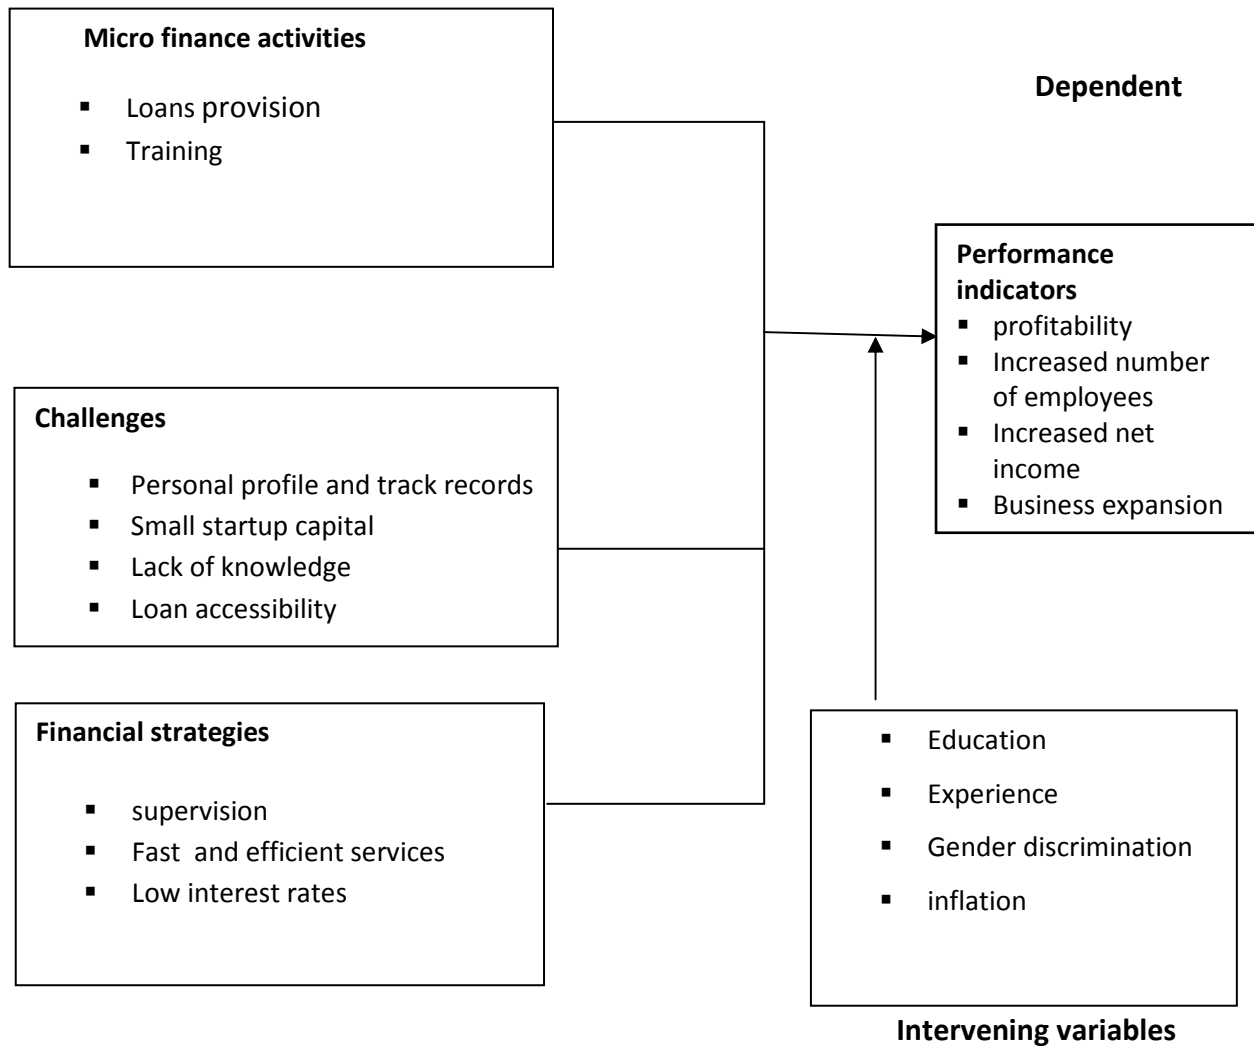 Micro finance activities
▪ Loans provision
▪ Training
Dependent
Performance
indicators
▪ profitability
▪ Increased number
of employees
▪ Increased net
income
▪ Business expansion
Challenges
▪ Personal profile and track records
▪ Small startup capital
▪ Lack of knowledge
▪ Loan accessibility
Financial strategies
▪ supervision
▪ Fast and efficient services
▪ Low interest rates
▪ Education
▪ Experience
▪ Gender discrimination
▪ inflation
Intervening variables